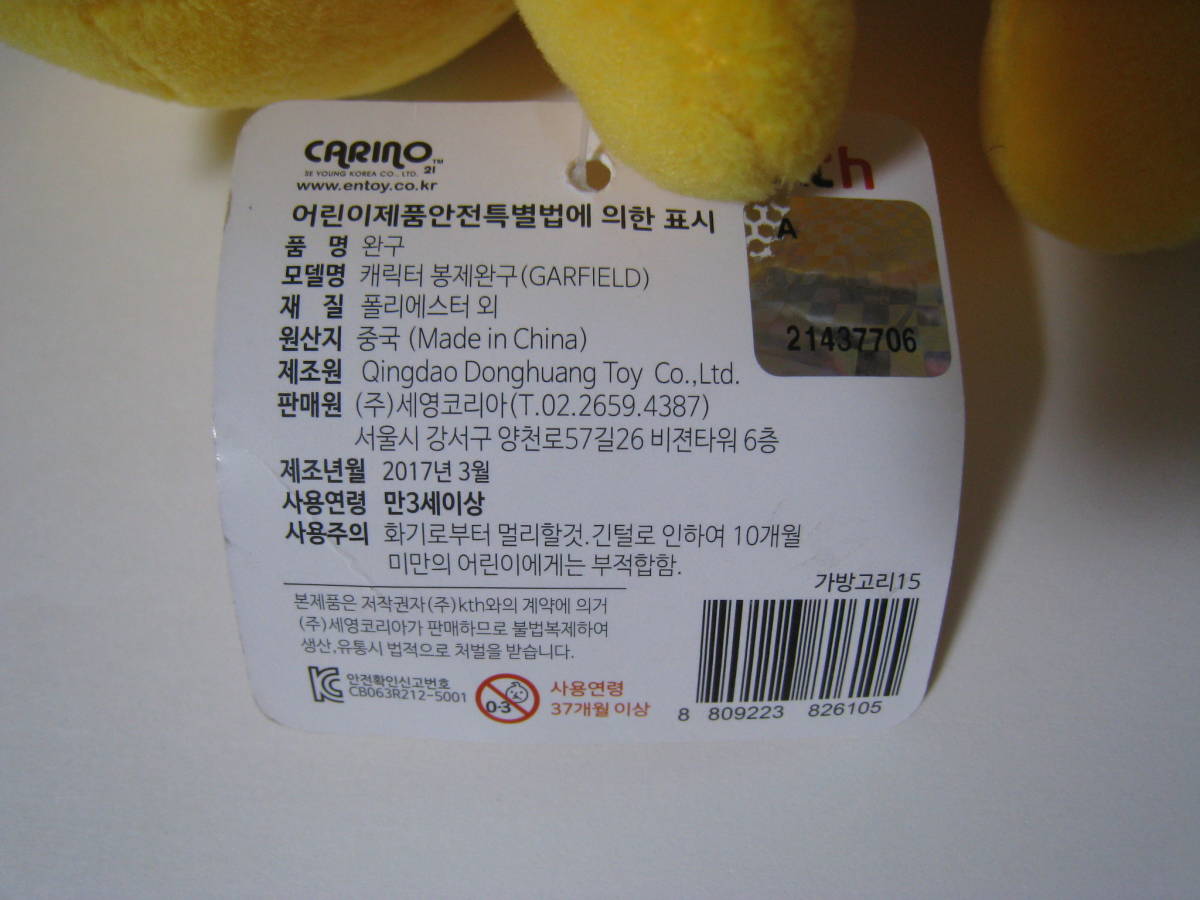 CARINO™
21
SE YOUNG KOREA CO., LTD.
www.entoy.co.kr
어린이제품안전특별법에 의한 표시
품 명 완구
모델명 캐릭터 봉제완구(GARFIELD)
재 질 폴리에스터 외
원산지 중국 (Made in China)
제조원 Qingdao Donghuang Toy Co.,Ltd.
판매원 (주)세영코리아(T.02.2659.4387)
서울시 강서구 양천로57길26 비젼타워 6층
제조년월 2017년 3월
사용연령 만3세이상
사용주의 화기로부터 멀리할것.긴털로 인하여 10개월
미만의 어린이에게는 부적합함.
A
21437706
본제품은 저작권자(주)kth와의 계약에 의거
(주)세영코리아가 판매하므로 불법복제하여
생산,유통시 법적으로 처벌을 받습니다.
안전확인신고번호
CB063R212-5001
0-3
사용연령
37개월 이상
가방고리15
8 809223 826105